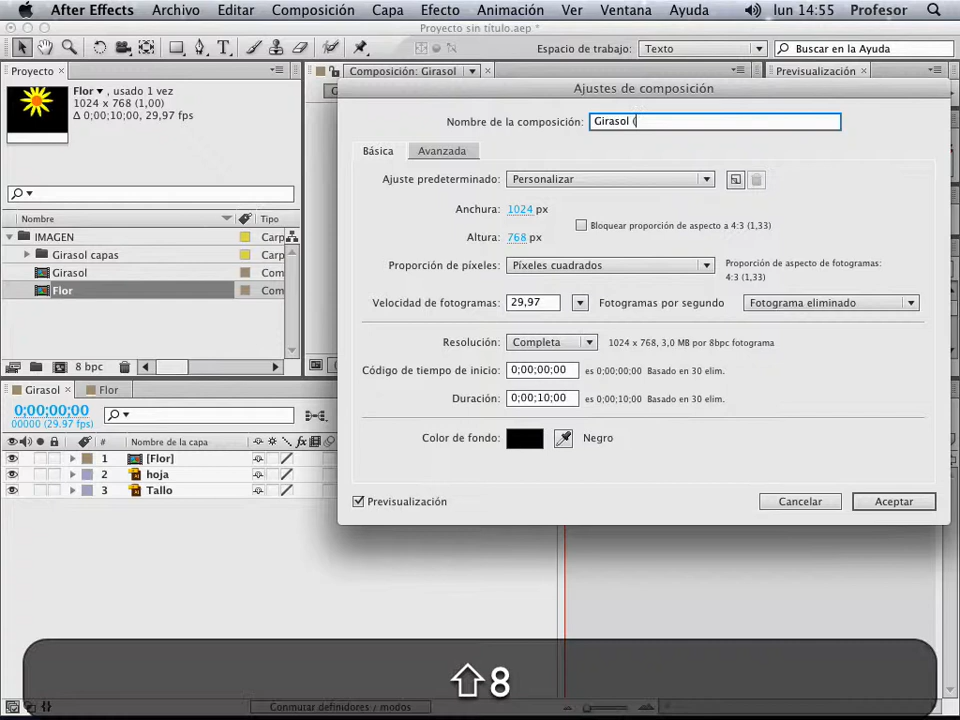 After Effects Archivo Editar Composición Capa Efecto Animación Ver Ventana Ayuda lun 14:55 Profesor
Proyecto sin título.aep *
T Espacio de trabajo: Texto Buscar en la Ayuda
Proyecto × Composición: Girasol × Previsualización ×
Ajustes de composición
Flor ▾ , usado 1 vez
1024 x 768 (1,00)
Δ 0;00;10;00, 29,97 fps
Nombre de la composición: Girasol (
Básica Avanzada
Ajuste predeterminado: Personalizar
Anchura: 1024 px
Bloquear proporción de aspecto a 4:3 (1,33)
Altura: 768 px
Proporción de píxeles: Píxeles cuadrados
Proporción de aspecto de fotogramas:
4:3 (1,33)
Velocidad de fotogramas: 29,97 Fotogramas por segundo Fotograma eliminado
Resolución: Completa 1024 x 768, 3,0 MB por 8bpc fotograma
Código de tiempo de inicio: 0;00;00;00 es 0;00;00;00 Basado en 30 elim.
Duración: 0;00;10;00 es 0;00;10;00 Basado en 30 elim.
Color de fondo: Negro
Previsualización Cancelar Aceptar
Nombre Tipo
IMAGEN Carp
Girasol capas Carp
Girasol Com
Flor Com
8 bpc
Girasol × Flor
0;00;00;00
00000 (29.97 fps)
# Nombre de la capa
1 [Flor]
2 hoja
3 Tallo
⇧8
Conmutar definidores / modos